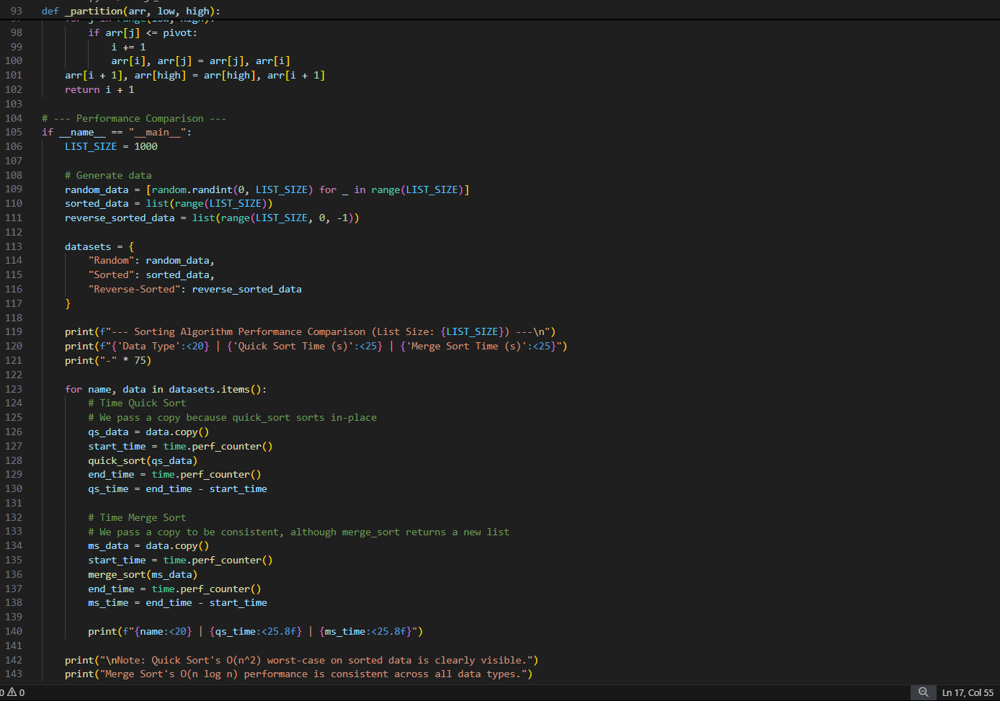 93 def _partition(arr, low, high):
for j in range(low, high):
98 if arr[j] <= pivot:
99 i += 1
100 arr[i], arr[j] = arr[j], arr[i]
101 arr[i + 1], arr[high] = arr[high], arr[i + 1]
102 return i + 1
103
104 # --- Performance Comparison ---
105 if __name__ == "__main__":
106 LIST_SIZE = 1000
107
108 # Generate data
109 random_data = [random.randint(0, LIST_SIZE) for _ in range(LIST_SIZE)]
110 sorted_data = list(range(LIST_SIZE))
111 reverse_sorted_data = list(range(LIST_SIZE, 0, -1))
112
113 datasets = {
114 "Random": random_data,
115 "Sorted": sorted_data,
116 "Reverse-Sorted": reverse_sorted_data
117 }
118
119 print(f"--- Sorting Algorithm Performance Comparison (List Size: {LIST_SIZE}) ---\n")
120 print(f"{'Data Type':<20} | {'Quick Sort Time (s)':<25} | {'Merge Sort Time (s)':<25}")
121 print("-" * 75)
122
123 for name, data in datasets.items():
124 # Time Quick Sort
125 # We pass a copy because quick_sort sorts in-place
126 qs_data = data.copy()
127 start_time = time.perf_counter()
128 quick_sort(qs_data)
129 end_time = time.perf_counter()
130 qs_time = end_time - start_time
131
132 # Time Merge Sort
133 # We pass a copy to be consistent, although merge_sort returns a new list
134 ms_data = data.copy()
135 start_time = time.perf_counter()
136 merge_sort(ms_data)
137 end_time = time.perf_counter()
138 ms_time = end_time - start_time
139
140 print(f"{name:<20} | {qs_time:<25.8f} | {ms_time:<25.8f}")
141
142 print("\nNote: Quick Sort's O(n^2) worst-case on sorted data is clearly visible.")
143 print("Merge Sort's O(n log n) performance is consistent across all data types.")
0 ⚠ 0 Ln 17, Col 55